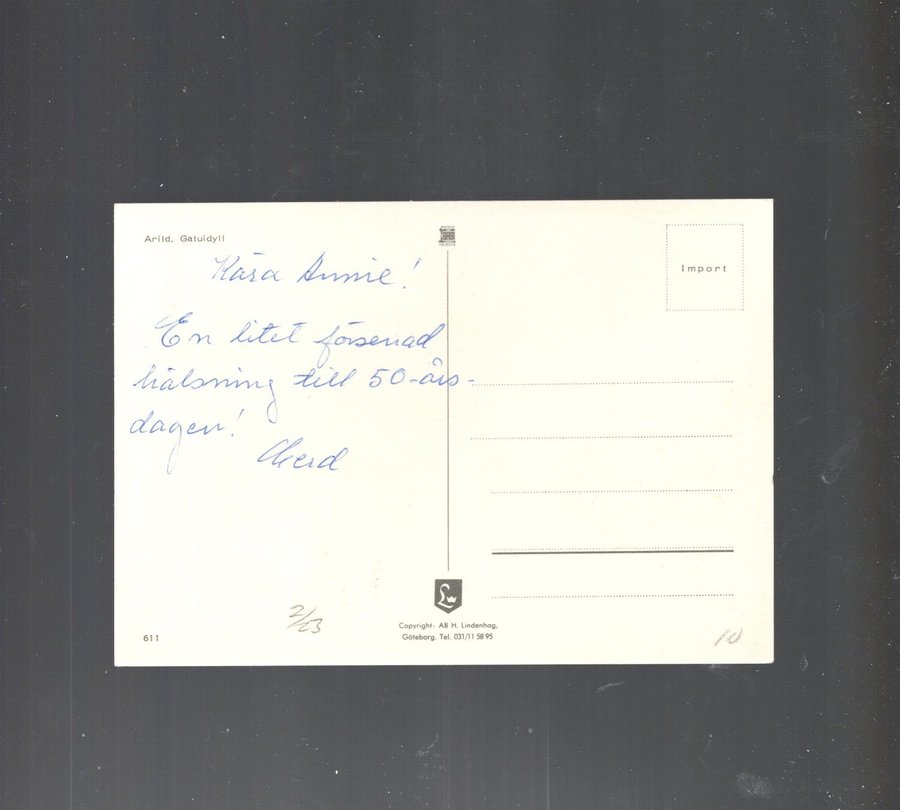 Arild, Gatuidyll
Import
Kära Annie!
En litet försenad
hälsning till 50-års-
dagen!
Gerd
2/23
Copyright: AB H. Lindenhag,
Göteborg. Tel. 031/11 58 95
611
10